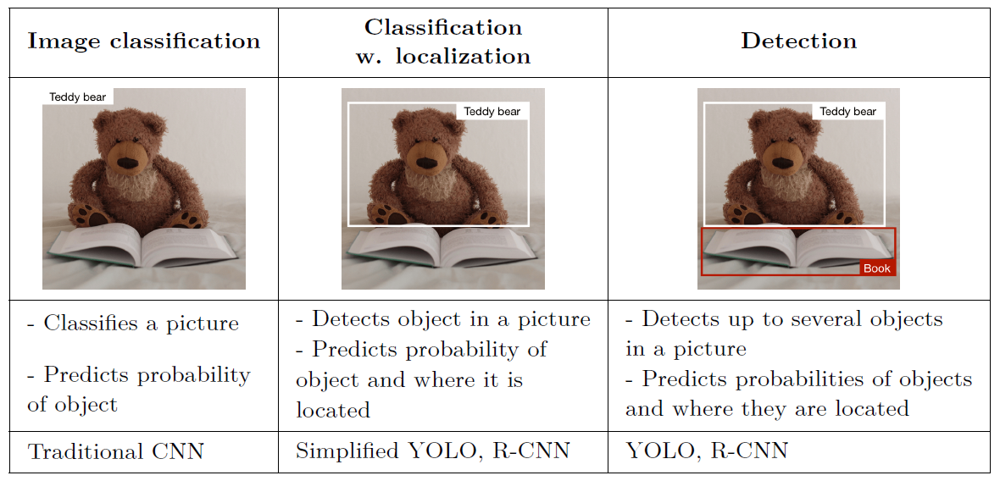 Image classification
Classification
w. localization
Detection
Teddy bear
Teddy bear
Teddy bear
Book
- Classifies a picture
- Predicts probability
of object
- Detects object in a picture
- Predicts probability of
object and where it is
located
- Detects up to several objects
in a picture
- Predicts probabilities of objects
and where they are located
Traditional CNN
Simplified YOLO, R-CNN
YOLO, R-CNN